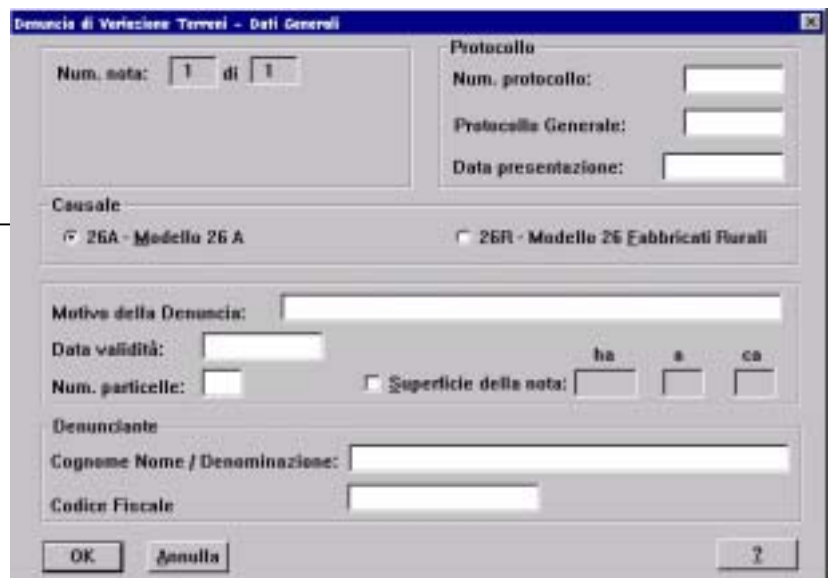 Denuncia di Variazione Terreni - Dati Generali
Num. nota: 1 di 1
Protocollo
Num. protocollo:
Protocollo Generale:
Data presentazione:
Causale
26A - Modello 26 A
26R - Modello 26 Fabbricati Rurali
Motivo della Denuncia:
Data validità:
Num. particelle:
Superficie della nota:
ha a ca
Denunciante
Cognome Nome / Denominazione:
Codice Fiscale
OK Annulla ?